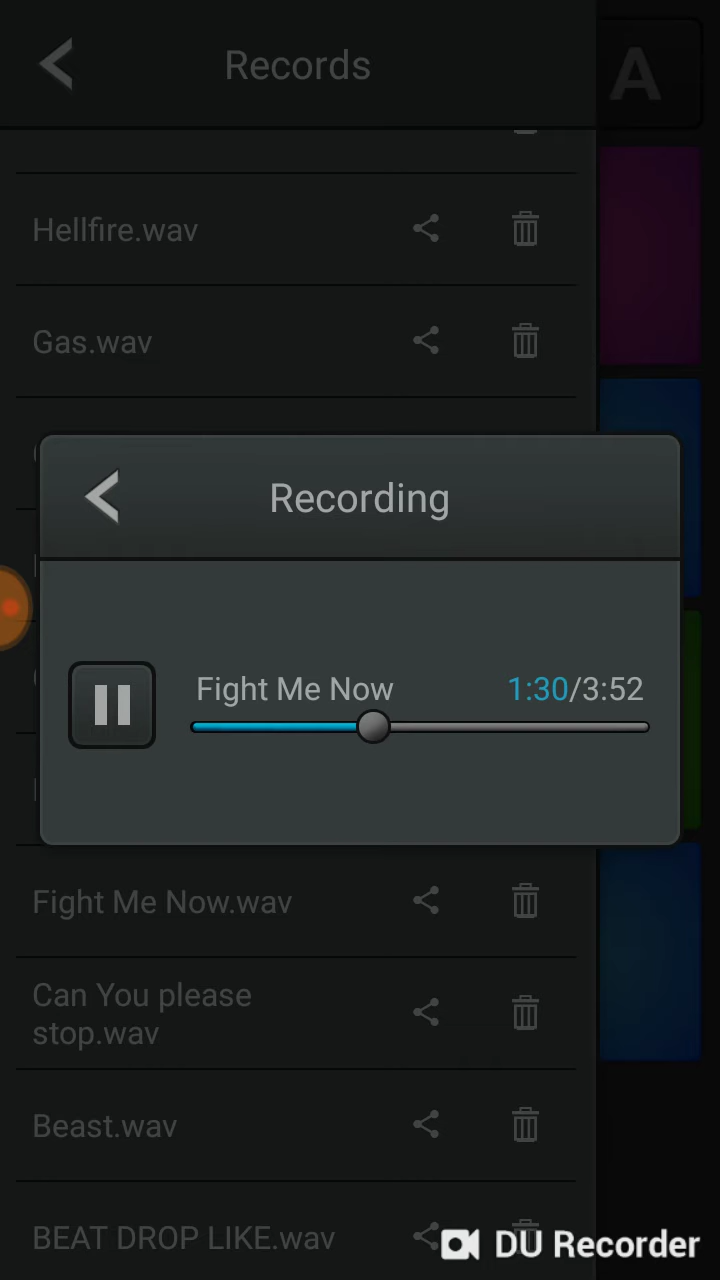 Records
A
Hellfire.wav
Gas.wav
Recording
Fight Me Now
1:30/3:52
Fight Me Now.wav
Can You please
stop.wav
Beast.wav
BEAT DROP LIKE.wav
DU Recorder